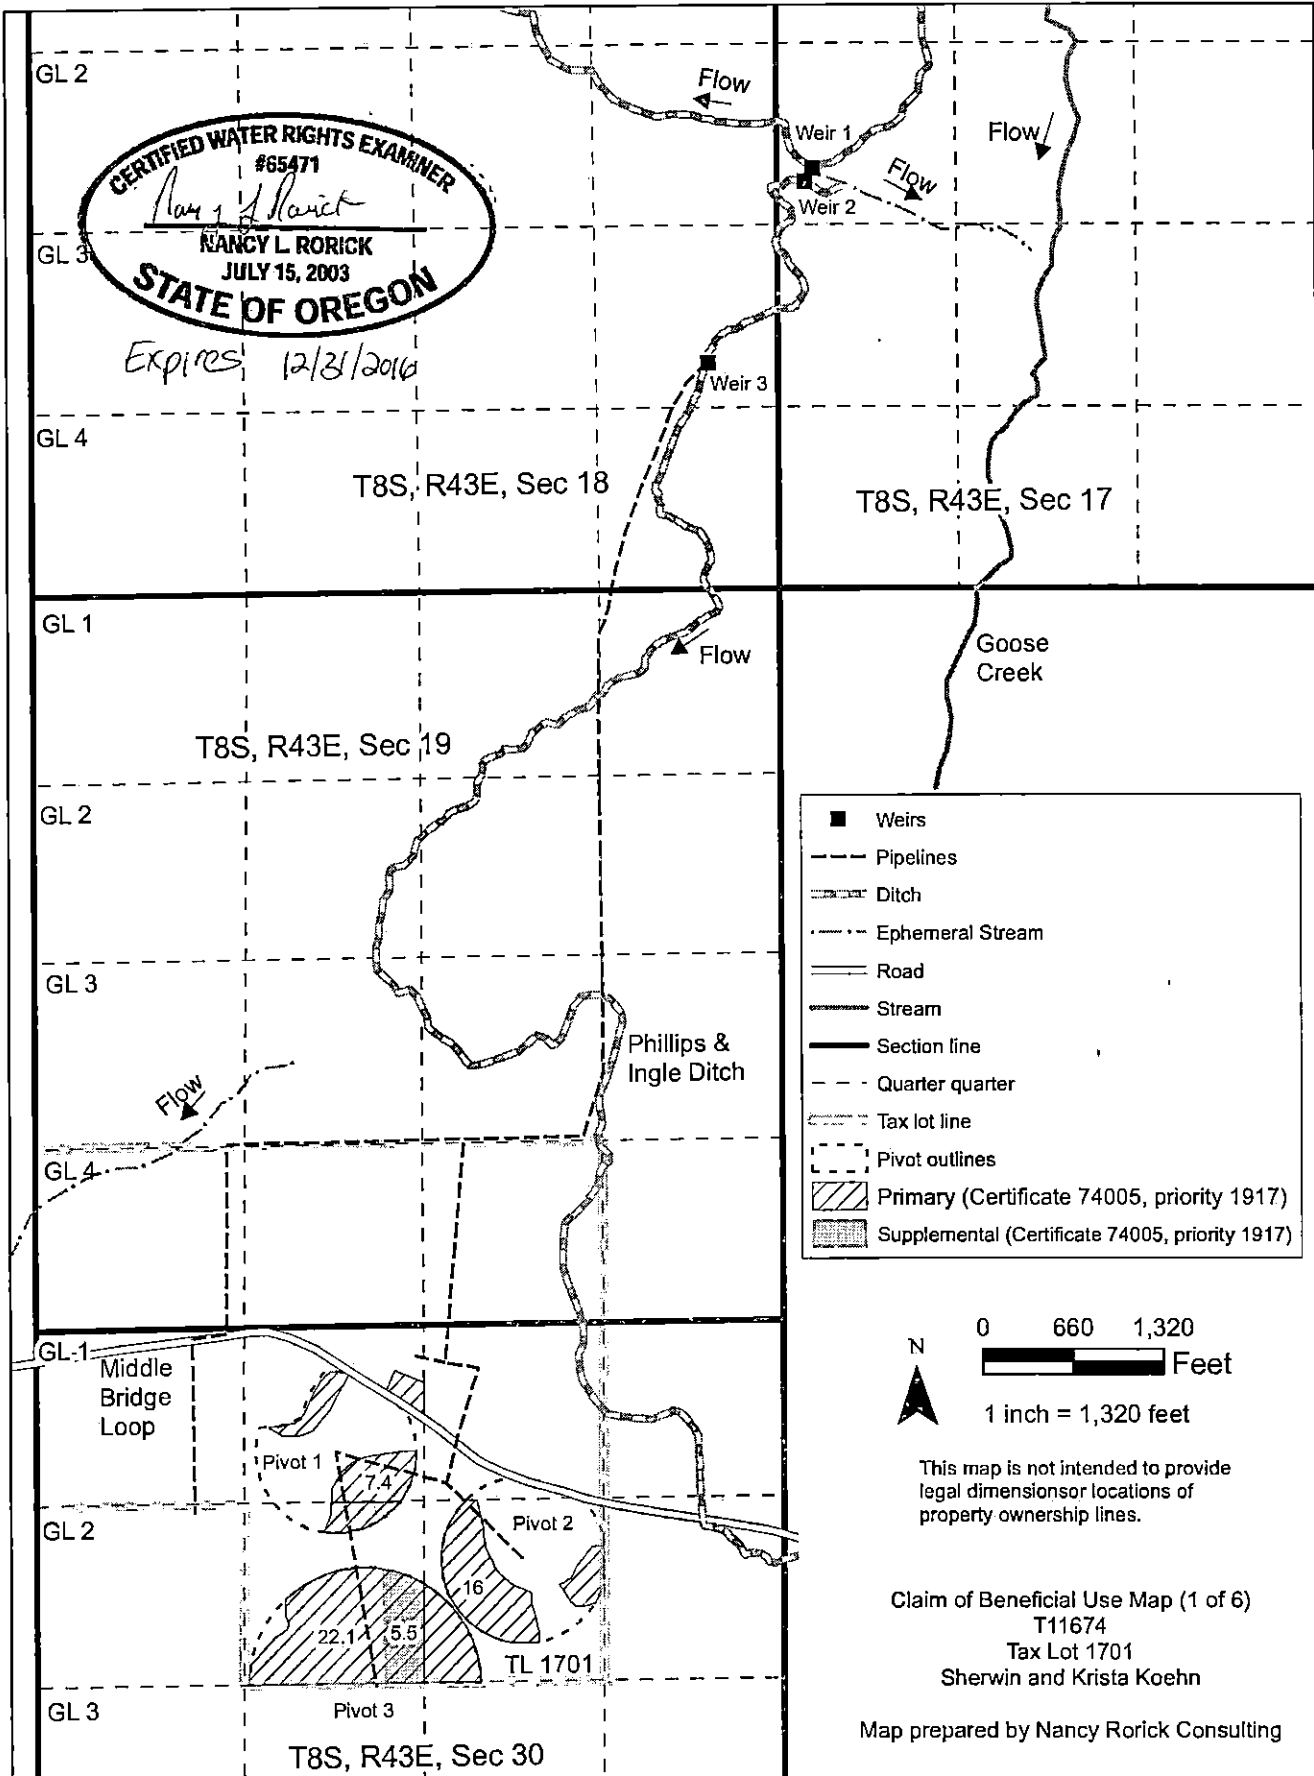 GL 2
Flow
Weir 1
Flow
CERTIFIED WATER RIGHTS EXAMINER
#65471
Nancy L Rorick
NANCY L. RORICK
JULY 15, 2003
STATE OF OREGON
Flow
Weir 2
GL 3
Expires 12/31/2016
Weir 3
GL 4
T8S, R43E, Sec 18
T8S, R43E, Sec 17
GL 1
Flow
Goose
Creek
T8S, R43E, Sec 19
GL 2
Weirs
Pipelines
Ditch
Ephemeral Stream
Road
Stream
Section line
Quarter quarter
Tax lot line
Pivot outlines
Primary (Certificate 74005, priority 1917)
Supplemental (Certificate 74005, priority 1917)
GL 3
Phillips &
Ingle Ditch
Flow
GL 4
GL 1
Middle
Bridge
Loop
N
0 660 1,320
Feet
1 inch = 1,320 feet
Pivot 1
7.4
This map is not intended to provide
legal dimensionsor locations of
property ownership lines.
GL 2
Pivot 2
16
22.1
5.5
TL 1701
Claim of Beneficial Use Map (1 of 6)
T11674
Tax Lot 1701
Sherwin and Krista Koehn
GL 3
Pivot 3
Map prepared by Nancy Rorick Consulting
T8S, R43E, Sec 30